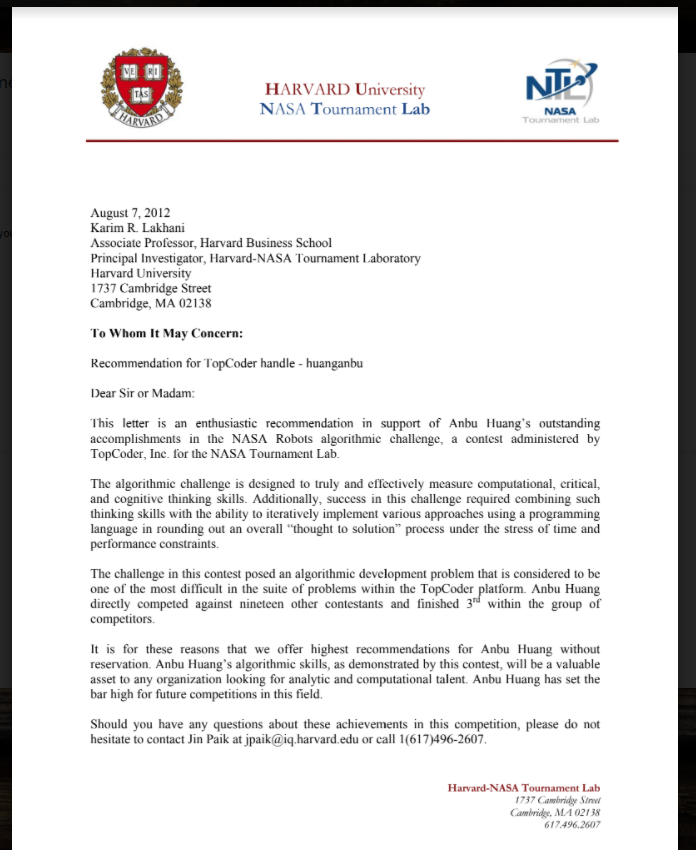 VE RI
TAS
HARVARD
HARVARD University
NASA Tournament Lab
NTL
NASA
Tournament Lab
August 7, 2012
Karim R. Lakhani
Associate Professor, Harvard Business School
Principal Investigator, Harvard-NASA Tournament Laboratory
Harvard University
1737 Cambridge Street
Cambridge, MA 02138
To Whom It May Concern:
Recommendation for TopCoder handle - huanganbu
Dear Sir or Madam:
This letter is an enthusiastic recommendation in support of Anbu Huang's outstanding
accomplishments in the NASA Robots algorithmic challenge, a contest administered by
TopCoder, Inc. for the NASA Tournament Lab.
The algorithmic challenge is designed to truly and effectively measure computational, critical,
and cognitive thinking skills. Additionally, success in this challenge required combining such
thinking skills with the ability to iteratively implement various approaches using a programming
language in rounding out an overall "thought to solution" process under the stress of time and
performance constraints.
The challenge in this contest posed an algorithmic development problem that is considered to be
one of the most difficult in the suite of problems within the TopCoder platform. Anbu Huang
directly competed against nineteen other contestants and finished 3rd within the group of
competitors.
It is for these reasons that we offer highest recommendations for Anbu Huang without
reservation. Anbu Huang's algorithmic skills, as demonstrated by this contest, will be a valuable
asset to any organization looking for analytic and computational talent. Anbu Huang has set the
bar high for future competitions in this field.
Should you have any questions about these achievements in this competition, please do not
hesitate to contact Jin Paik at jpaik@iq.harvard.edu or call 1(617)496-2607.
Harvard-NASA Tournament Lab
1737 Cambridge Street
Cambridge, MA 02138
617.496.2607